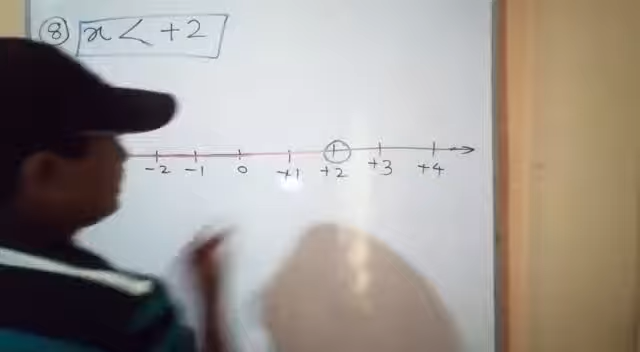 ⑧ x < +2
-2 -1 0 +1 +2 +3 +4